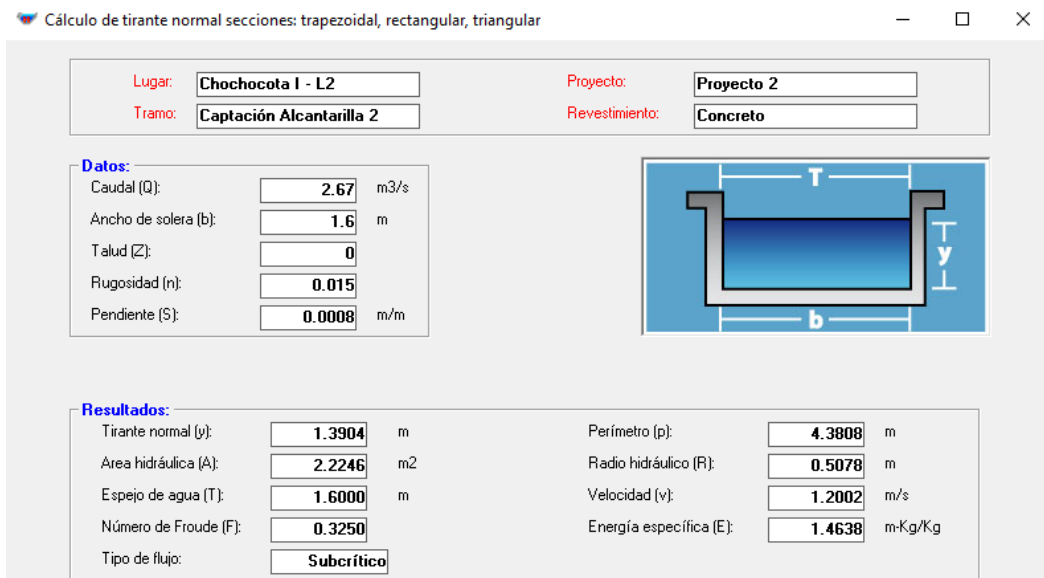 Cálculo de tirante normal secciones: trapezoidal, rectangular, triangular
Lugar: Chochocota I - L2 Proyecto: Proyecto 2
Tramo: Captación Alcantarilla 2 Revestimiento: Concreto
Datos:
Caudal (Q): 2.67 m3/s
Ancho de solera (b): 1.6 m
Talud (Z): 0
Rugosidad (n): 0.015
Pendiente (S): 0.0008 m/m
T
y
b
Resultados:
Tirante normal (y): 1.3904 m Perímetro (p): 4.3808 m
Area hidráulica (A): 2.2246 m2 Radio hidráulico (R): 0.5078 m
Espejo de agua (T): 1.6000 m Velocidad (v): 1.2002 m/s
Número de Froude (F): 0.3250 Energía específica (E): 1.4638 m-Kg/Kg
Tipo de flujo: Subcrítico